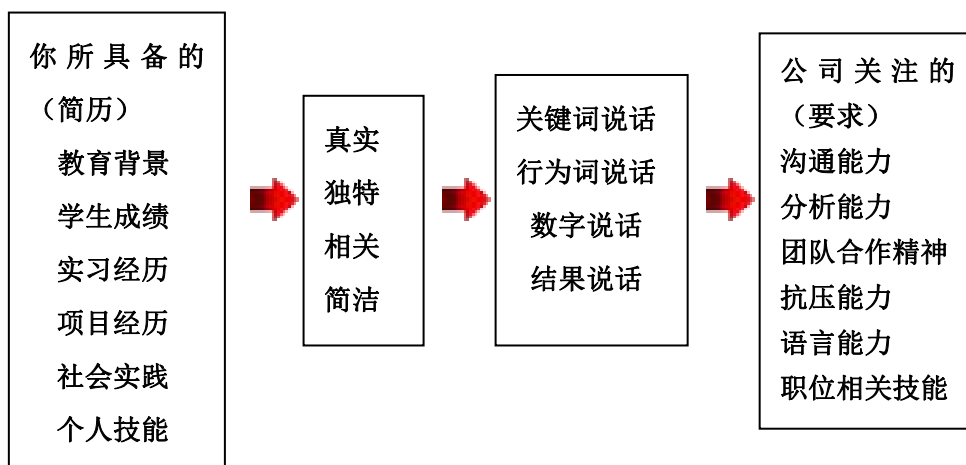 你所具备的
（简历）
教育背景
学生成绩
实习经历
项目经历
社会实践
个人技能
真实
独特
相关
简洁
关键词说话
行为词说话
数字说话
结果说话
公司关注的
（要求）
沟通能力
分析能力
团队合作精神
抗压能力
语言能力
职位相关技能